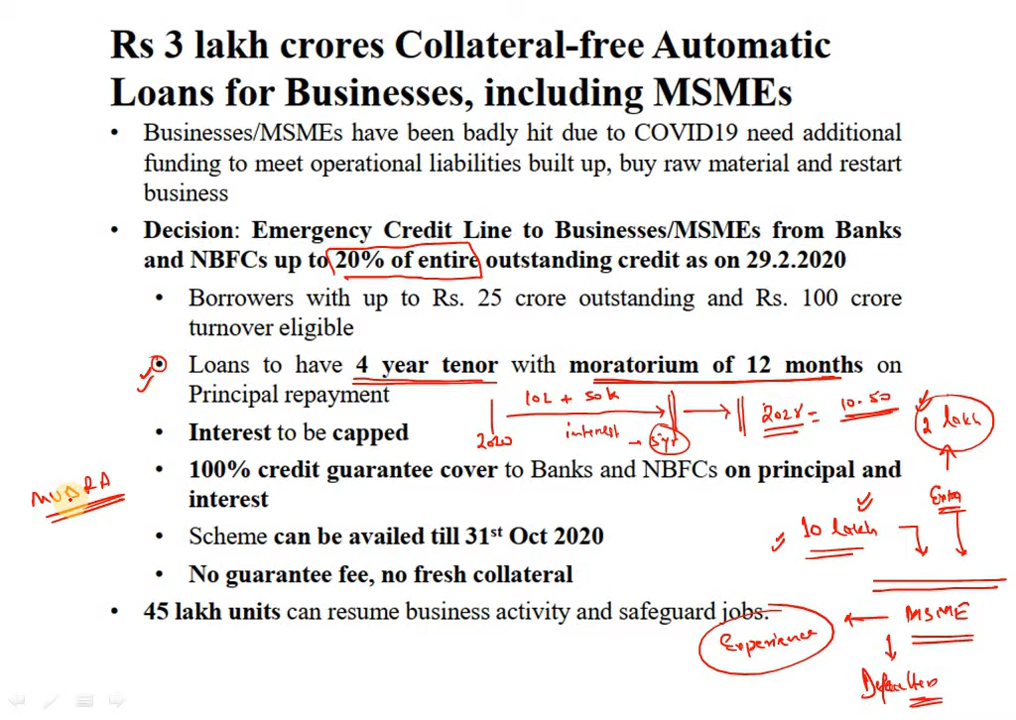 Rs 3 lakh crores Collateral-free Automatic
Loans for Businesses, including MSMEs
• Businesses/MSMEs have been badly hit due to COVID19 need additional
funding to meet operational liabilities built up, buy raw material and restart
business
• Decision: Emergency Credit Line to Businesses/MSMEs from Banks
and NBFCs up to 20% of entire outstanding credit as on 29.2.2020
• Borrowers with up to Rs. 25 crore outstanding and Rs. 100 crore
turnover eligible
• Loans to have 4 year tenor with moratorium of 12 months on
Principal repayment
10L + 50k
2020
interest → 5yr
10.50
2 lakh
• Interest to be capped
• 100% credit guarantee cover to Banks and NBFCs on principal and
interest
MUDRA
Extra
10 lakh
• Scheme can be availed till 31st Oct 2020
• No guarantee fee, no fresh collateral
• 45 lakh units can resume business activity and safeguard jobs.
MSME
Experience
Defaulters